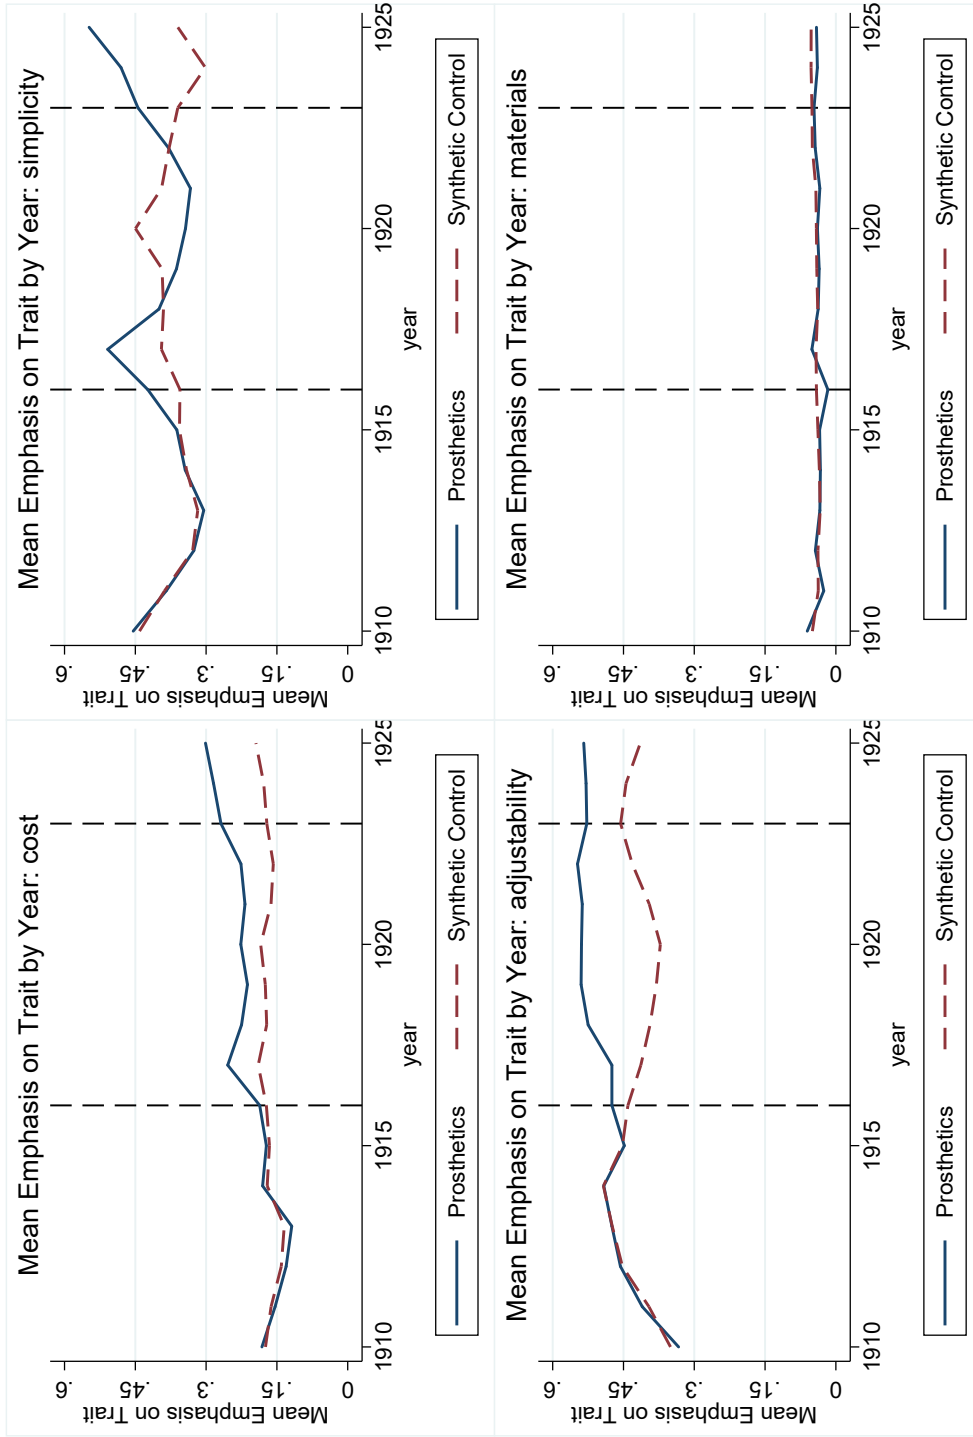 Mean Emphasis on Trait by Year: cost
Mean Emphasis on Trait
.6
.45
.3
.15
0
1910
1915
1920
1925
year
Prosthetics
Synthetic Control
Mean Emphasis on Trait by Year: simplicity
Mean Emphasis on Trait
.6
.45
.3
.15
0
1910
1915
1920
1925
year
Prosthetics
Synthetic Control
Mean Emphasis on Trait by Year: adjustability
Mean Emphasis on Trait
.6
.45
.3
.15
0
1910
1915
1920
1925
year
Prosthetics
Synthetic Control
Mean Emphasis on Trait by Year: materials
Mean Emphasis on Trait
.6
.45
.3
.15
0
1910
1915
1920
1925
year
Prosthetics
Synthetic Control